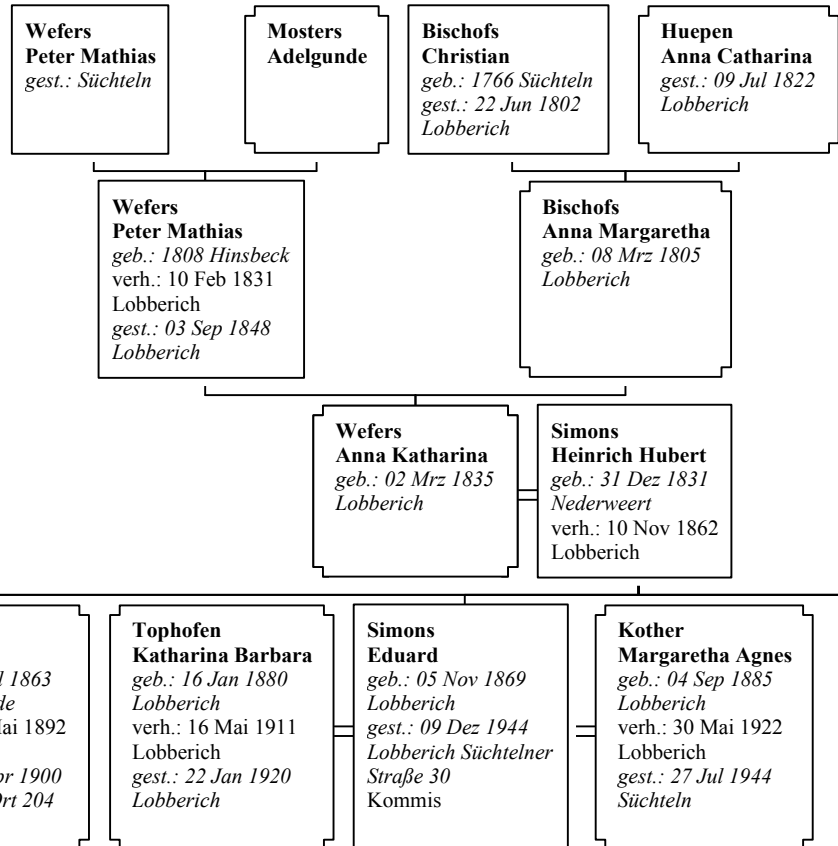 Wefers
Peter Mathias
gest.: Süchteln
Mosters
Adelgunde
Bischofs
Christian
geb.: 1766 Süchteln
gest.: 22 Jun 1802
Lobberich
Huepen
Anna Catharina
gest.: 09 Jul 1822
Lobberich
Wefers
Peter Mathias
geb.: 1808 Hinsbeck
verh.: 10 Feb 1831
Lobberich
gest.: 03 Sep 1848
Lobberich
Bischofs
Anna Margaretha
geb.: 08 Mrz 1805
Lobberich
Wefers
Anna Katharina
geb.: 02 Mrz 1835
Lobberich
Simons
Heinrich Hubert
geb.: 31 Dez 1831
Nederweert
verh.: 10 Nov 1862
Lobberich
1863
1892
1900
204
Tophofen
Katharina Barbara
geb.: 16 Jan 1880
Lobberich
verh.: 16 Mai 1911
Lobberich
gest.: 22 Jan 1920
Lobberich
Simons
Eduard
geb.: 05 Nov 1869
Lobberich
gest.: 09 Dez 1944
Lobberich Süchtelner
Straße 30
Kommis
Kother
Margaretha Agnes
geb.: 04 Sep 1885
Lobberich
verh.: 30 Mai 1922
Lobberich
gest.: 27 Jul 1944
Süchteln